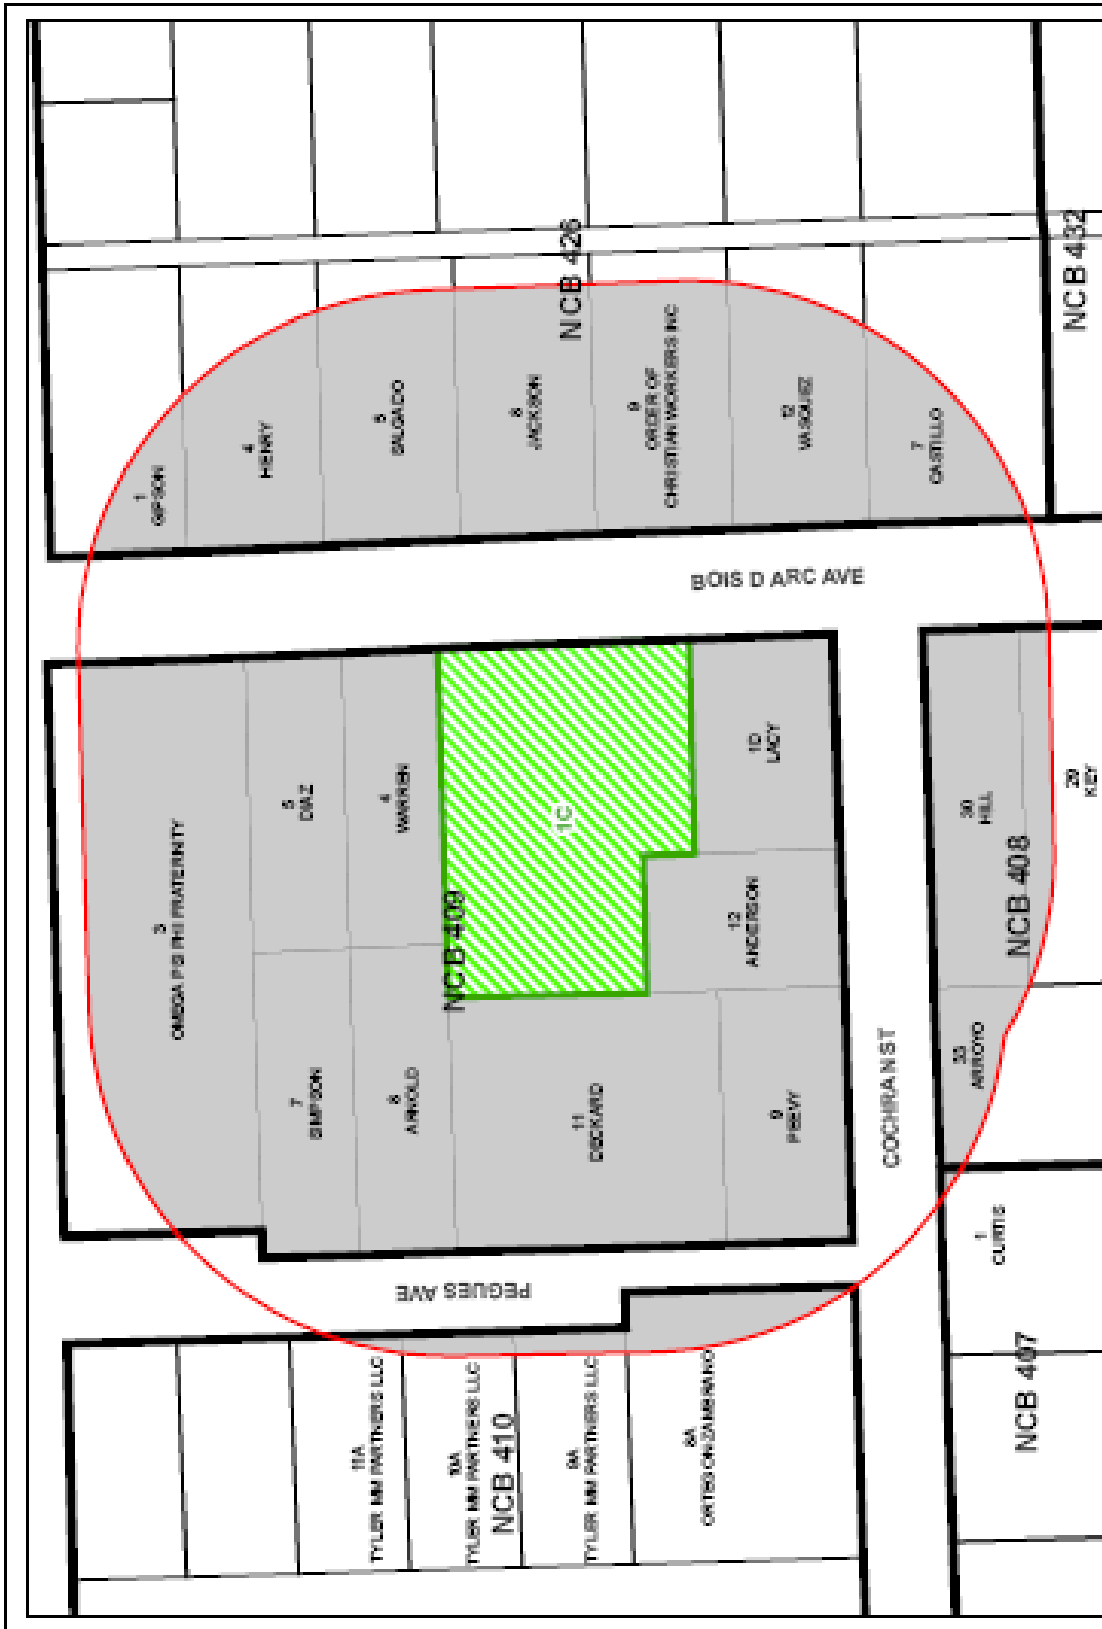 NCB 426
NCB 432
1
GIPSON
4
HENRY
5
SALGADO
JACKSON
9
ORDER OF
CHRISTIAN WORKERS INC
12
VASQUEZ
7
CASTILLO
BOIS D ARC AVE
3
OMEGA PSI PHI FRATERNITY
5
DIAZ
4
WARREN
1C
1D
LACY
NCB 409
12
ANDERSON
7
SIMPSON
8
ARNOLD
11
DECKARD
9
PEEVY
COCHRAN ST
30
HILL
29
KEY
NCB 408
33
ARROYO
1
CURTIS
NCB 407
PEGUES AVE
11A
TYLER MM PARTNERS LLC
10A
TYLER MM PARTNERS LLC
NCB 410
9A
TYLER MM PARTNERS LLC
8A